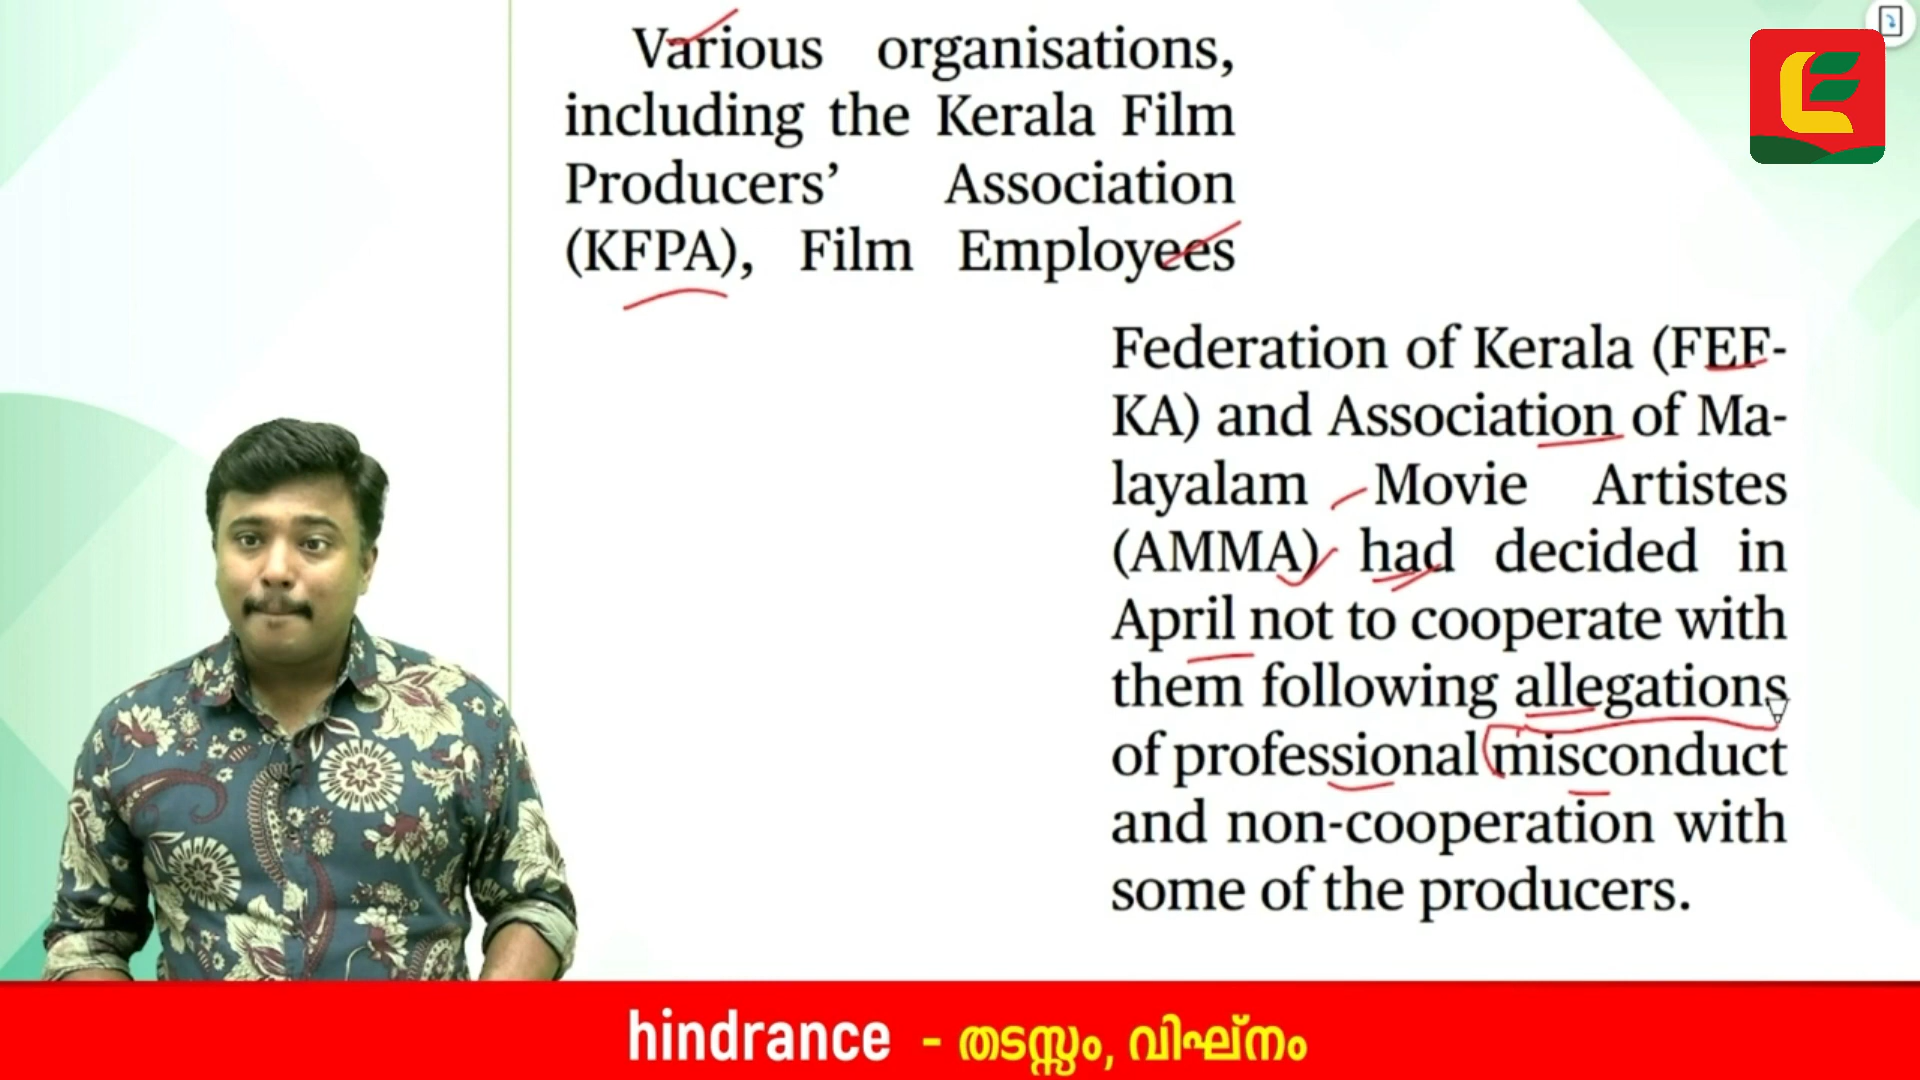 Various organisations,
including the Kerala Film
Producers’ Association
(KFPA), Film Employees
Federation of Kerala (FEF-
KA) and Association of Ma-
layalam Movie Artistes
(AMMA) had decided in
April not to cooperate with
them following allegations
of professional misconduct
and non-cooperation with
some of the producers.
hindrance - തടസ്സം, വിഘ്നം